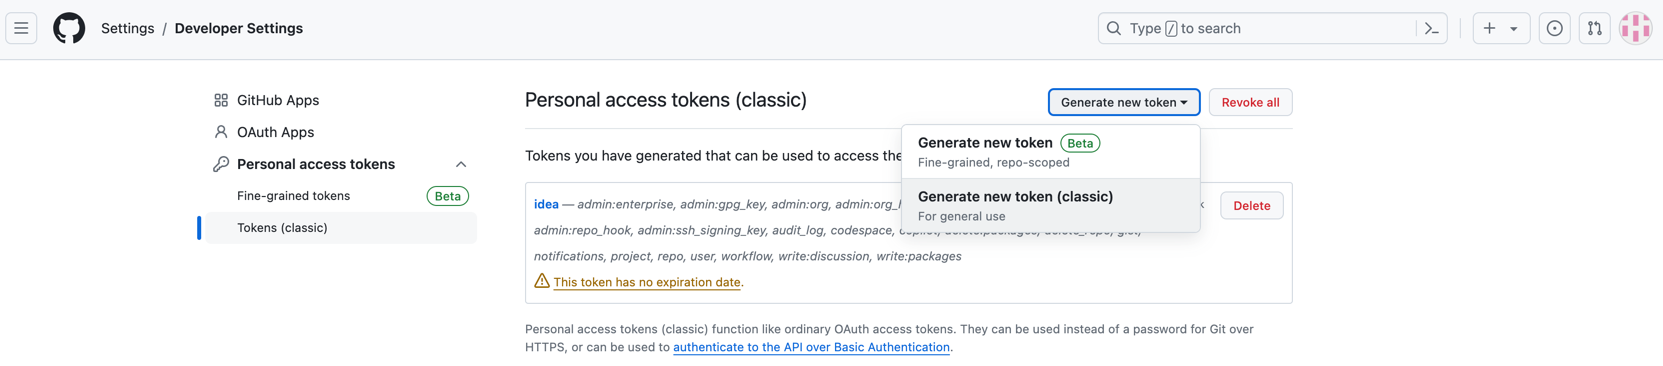 Settings / Developer Settings
Type / to search
GitHub Apps
OAuth Apps
Personal access tokens
Fine-grained tokens Beta
Tokens (classic)
Personal access tokens (classic)
Generate new token
Revoke all
Generate new token Beta
Fine-grained, repo-scoped
Generate new token (classic)
For general use
Tokens you have generated that can be used to access the
idea — admin:enterprise, admin:gpg_key, admin:org,
Delete
admin:repo_hook, admin:ssh_signing_key, audit_log, codespace, copilot, delete:packages, delete_repo, gist,
notifications, project, repo, user, workflow, write:discussion, write:packages
This token has no expiration date.
Personal access tokens (classic) function like ordinary OAuth access tokens. They can be used instead of a password for Git over
HTTPS, or can be used to authenticate to the API over Basic Authentication.